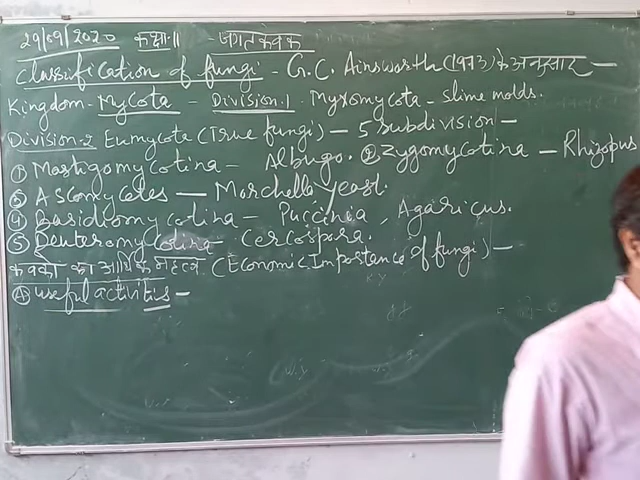 29/09/2020 कक्षा-11 - जगत कवक
Classification of fungi - G.C. Ainsworth (1973) के अनुसार -
Kingdom - Mycota - Division.1 Myxomycota - slime molds.
Division-2 Eumycota (True fungi) - 5 subdivision -
① Mastigomycotina - Albugo. ② Zygomycotina - Rhizopus
③ Ascomycetes - Morchella yeast.
④ Basidiomycotina - Puccinia, Agaricus.
⑤ Deuteromycotina - Cercospora.
कवकों का आर्थिक महत्व (Economic Importance of fungi) -
Ⓐ useful activities -